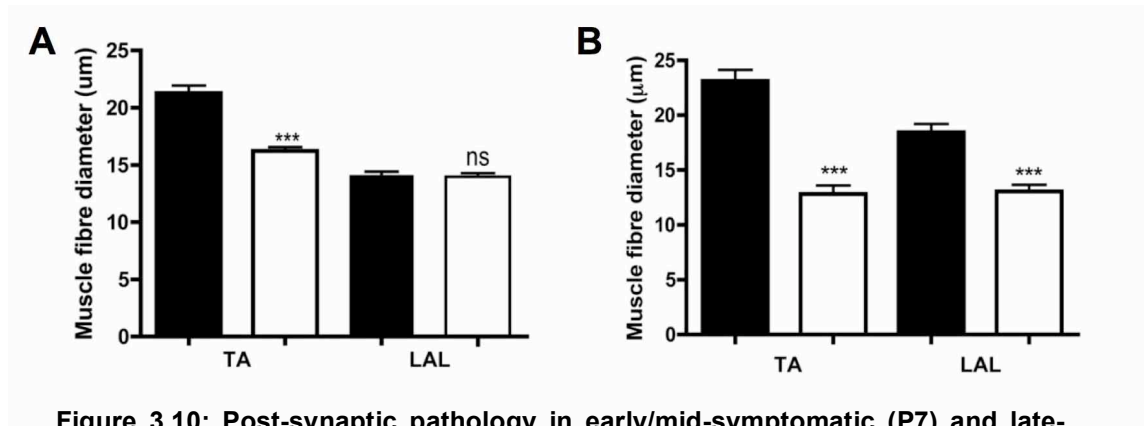 A
B
Muscle fibre diameter (um)
25
20
15
10
5
0
***
ns
TA
LAL
Muscle fibre diameter (μm)
25
20
15
10
5
0
***
***
TA
LAL
Figure 3.10: Post-synaptic pathology in early/mid-symptomatic (P7) and late-